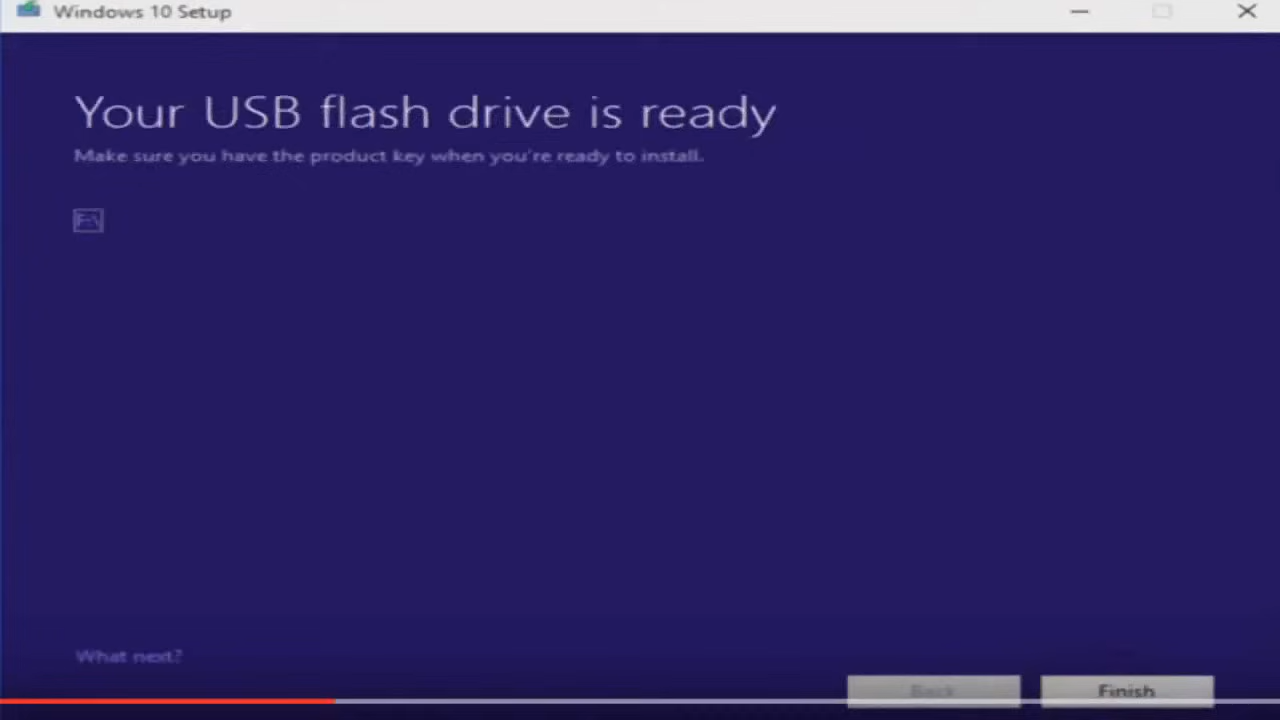 Windows 10 Setup
Your USB flash drive is ready
Make sure you have the product key when you're ready to install.
F:\
What next?
Back
Finish